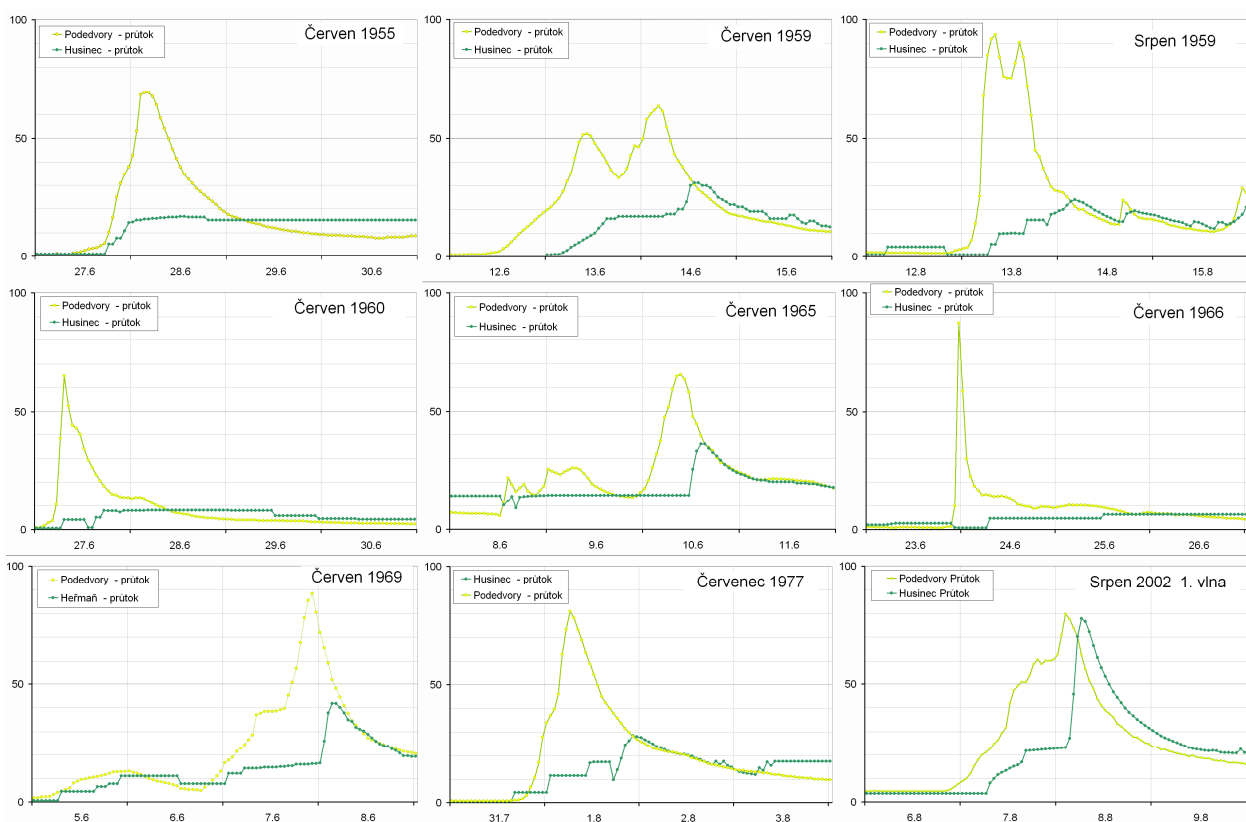 Červen 1955
Podedvory - průtok
Husinec - průtok
100
50
0
27.6 28.6 29.6 30.6
Červen 1959
Podedvory - průtok
Husinec - průtok
100
50
0
12.6 13.6 14.6 15.6
Srpen 1959
Podedvory - průtok
Husinec - průtok
100
50
0
12.8 13.8 14.8 15.8
Červen 1960
Podedvory - průtok
Husinec - průtok
100
50
0
27.6 28.6 29.6 30.6
Červen 1965
Podedvory - průtok
Husinec - průtok
100
50
0
8.6 9.6 10.6 11.6
Červen 1966
Podedvory - průtok
Husinec - průtok
100
50
0
23.6 24.6 25.6 26.6
Červen 1969
Podedvory - průtok
Heřmaň - průtok
100
50
0
5.6 6.6 7.6 8.6
Červenec 1977
Husinec - průtok
Podedvory - průtok
100
50
0
31.7 1.8 2.8 3.8
Srpen 2002 1. vlna
Podedvory Průtok
Husinec Průtok
100
50
0
6.8 7.8 8.8 9.8